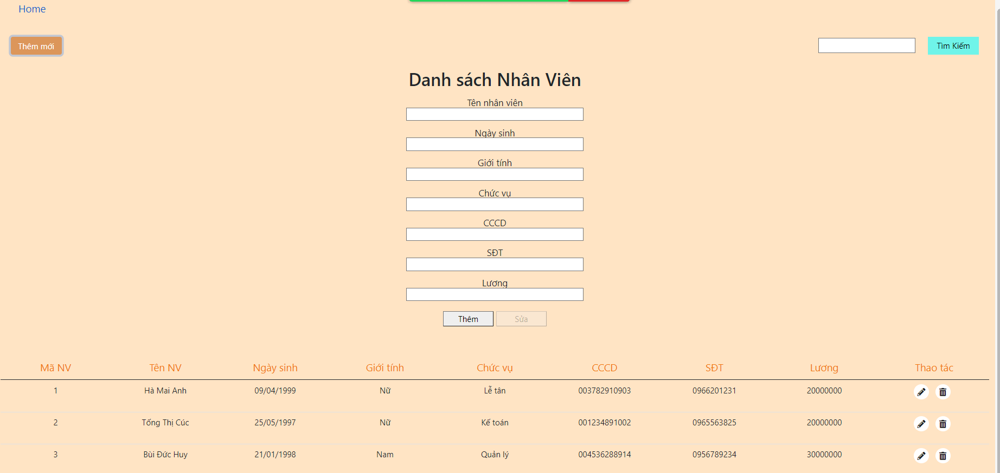 Home
Thêm mới
Tìm Kiếm
Danh sách Nhân Viên
Tên nhân viên
Ngày sinh
Giới tính
Chức vụ
CCCD
SĐT
Lương
Thêm Sửa
Mã NV Tên NV Ngày sinh Giới tính Chức vụ CCCD SĐT Lương Thao tác
1 Hà Mai Anh 09/04/1999 Nữ Lễ tân 003782910903 0966201231 20000000
2 Tống Thị Cúc 25/05/1997 Nữ Kế toán 001234891002 0965563825 20000000
3 Bùi Đức Huy 21/01/1998 Nam Quản lý 004536288914 0956789234 30000000